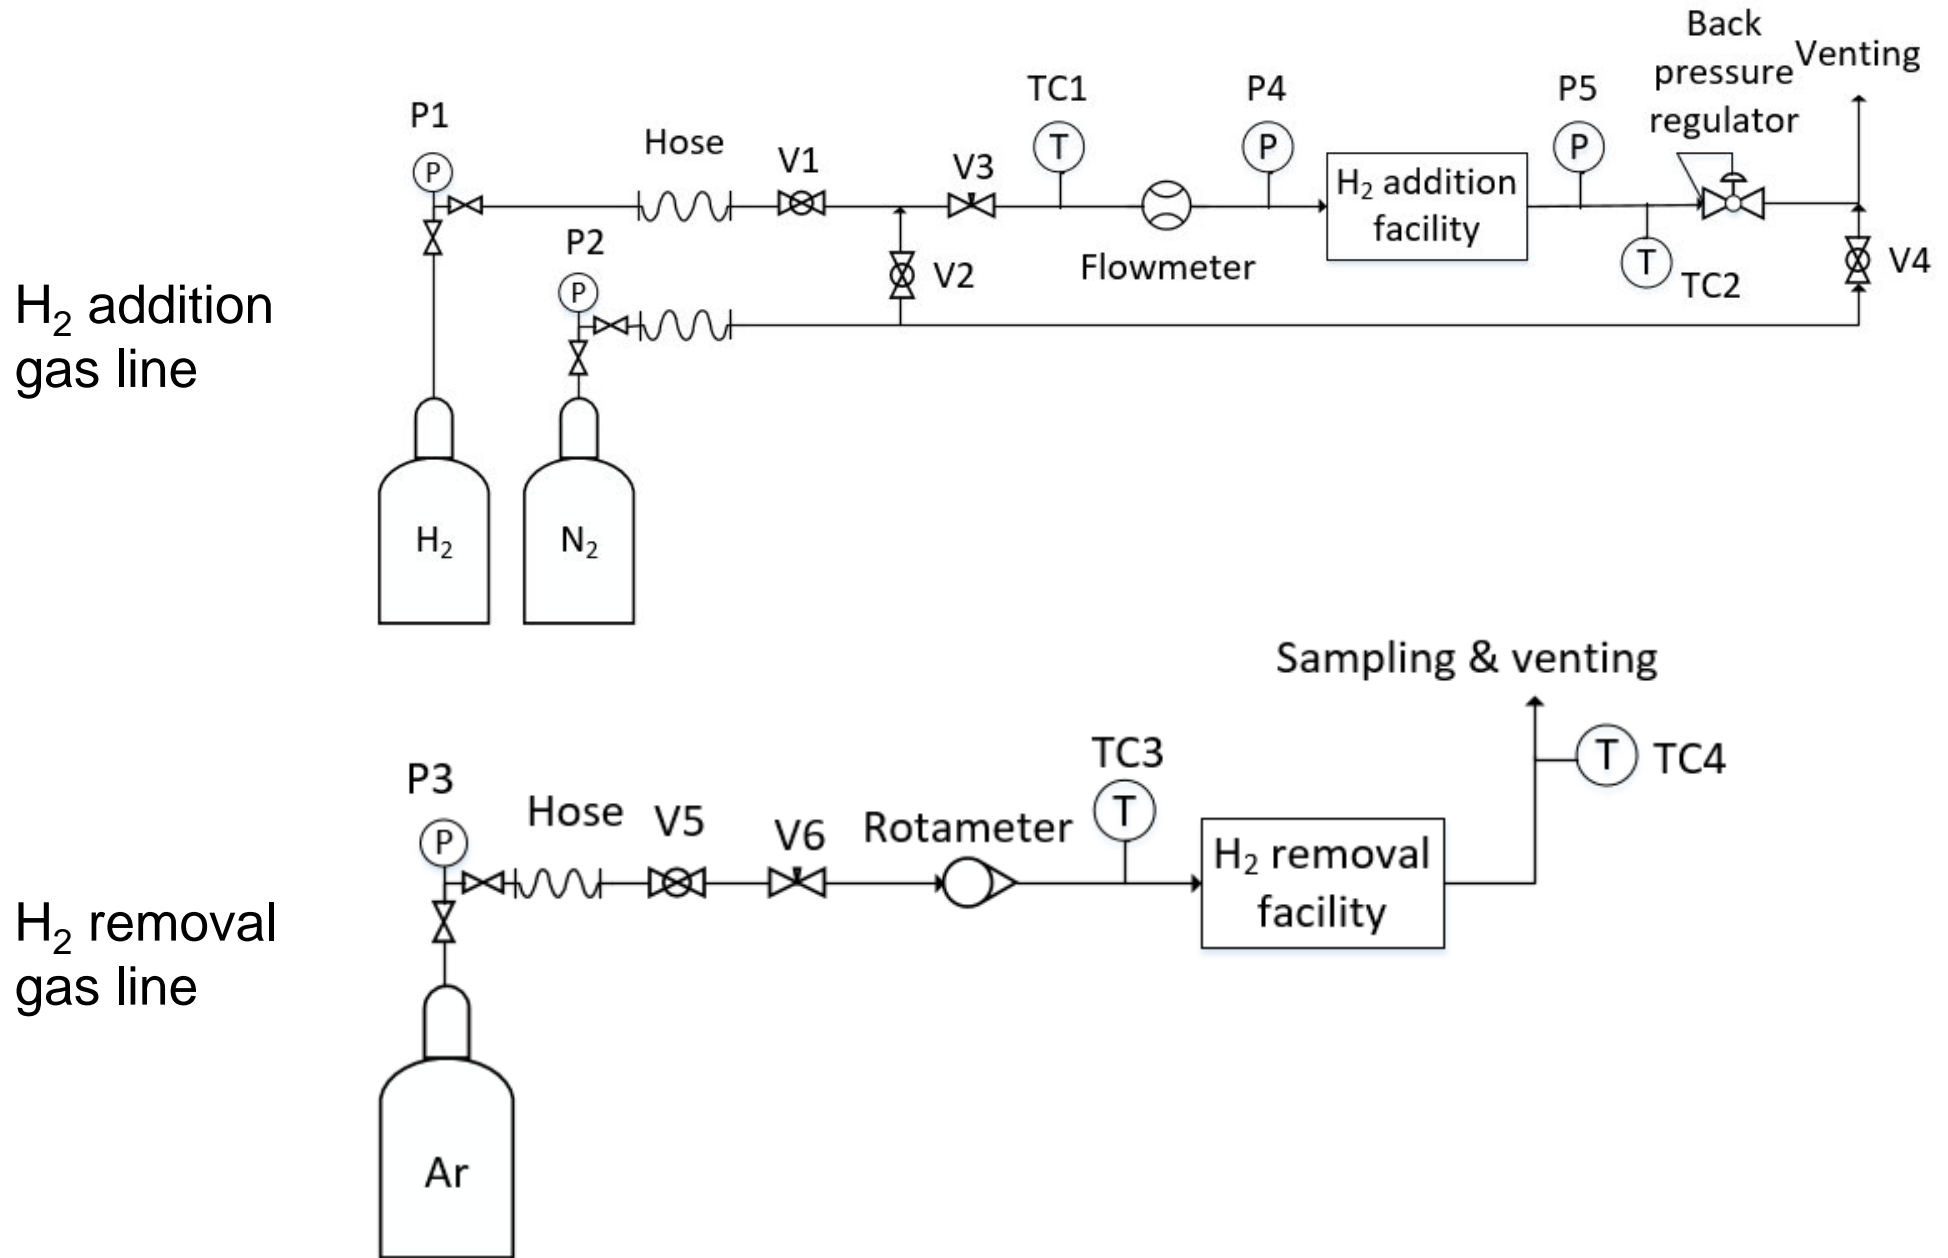 Back
pressure
regulator
Venting
P1
Hose
V1
V3
TC1
P4
P5
P
T
P
P
H₂ addition
facility
P2
P
V2
Flowmeter
T
TC2
V4
H₂ addition
gas line
H₂
N₂
Sampling & venting
P3
P
Hose
V5
V6
Rotameter
TC3
T
T
TC4
H₂ removal
facility
H₂ removal
gas line
Ar